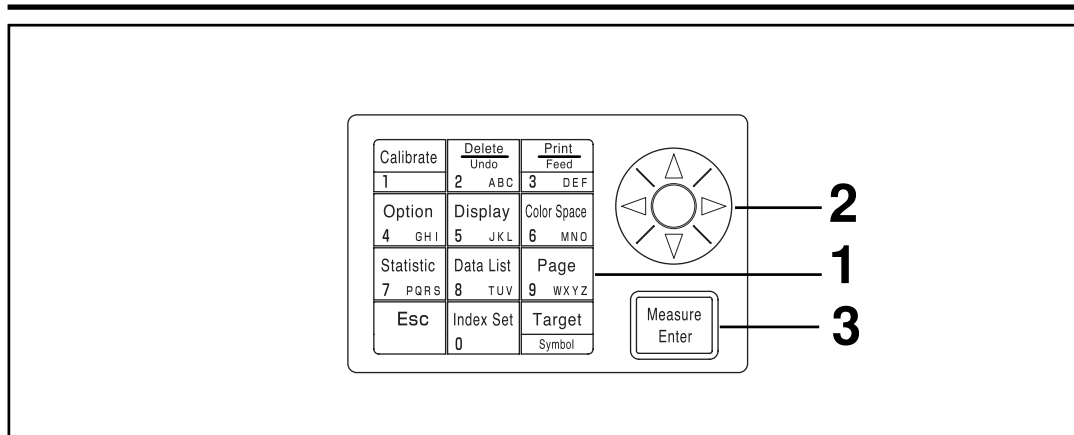 Calibrate
1
Delete
Undo
2 ABC
Print
Feed
3 DEF
Option
4 GHI
Display
5 JKL
Color Space
6 MNO
Statistic
7 PQRS
Data List
8 TUV
Page
9 WXYZ
Esc
Index Set
0
Target
Symbol
Measure
Enter
2
1
3